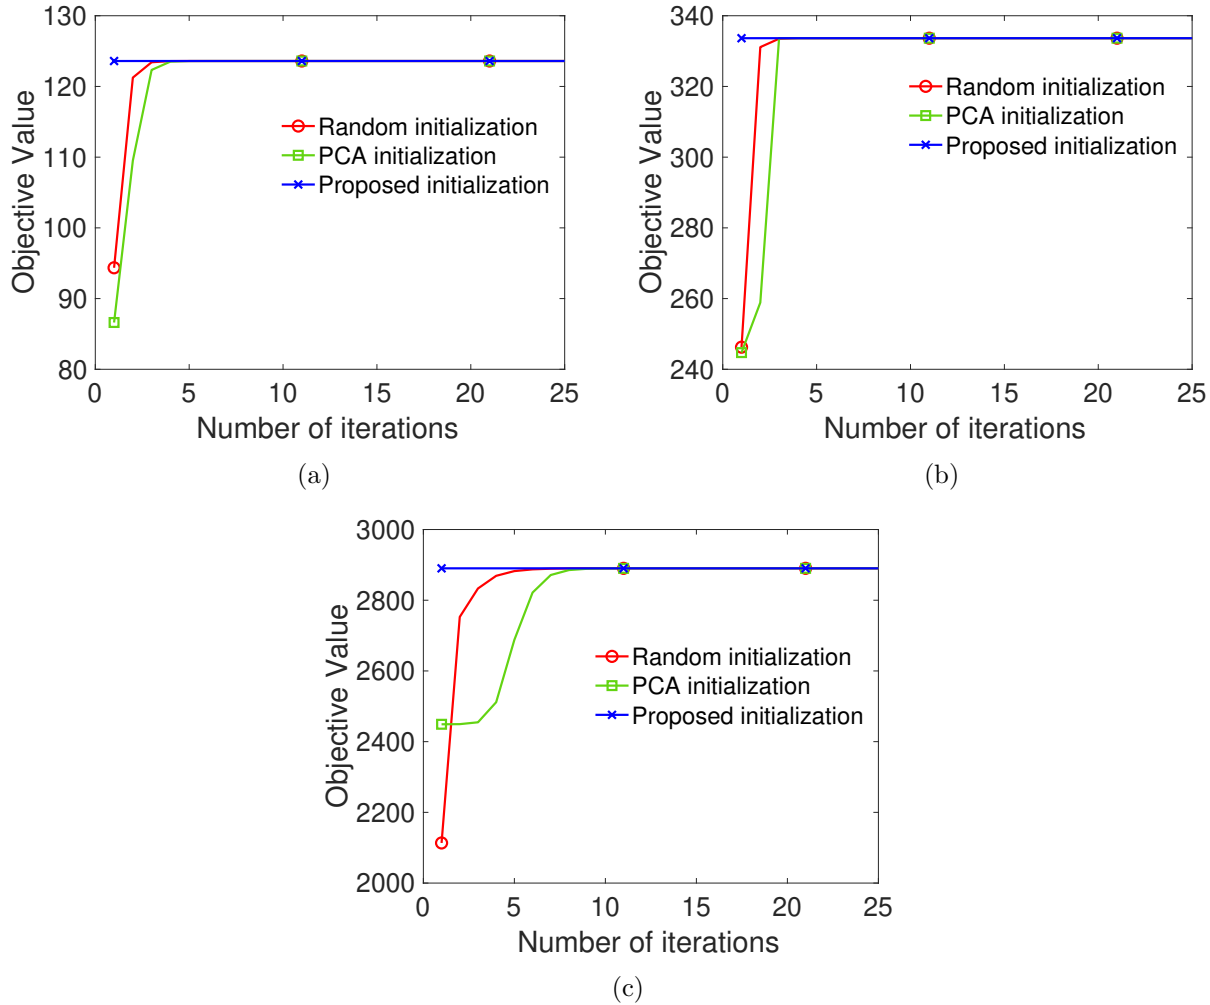 130
120
110
100
90
80
Objective Value
0 5 10 15 20 25
Number of iterations
Random initialization
PCA initialization
Proposed initialization
(a)
340
320
300
280
260
240
Objective Value
0 5 10 15 20 25
Number of iterations
Random initialization
PCA initialization
Proposed initialization
(b)
3000
2800
2600
2400
2200
2000
Objective Value
0 5 10 15 20 25
Number of iterations
Random initialization
PCA initialization
Proposed initialization
(c)